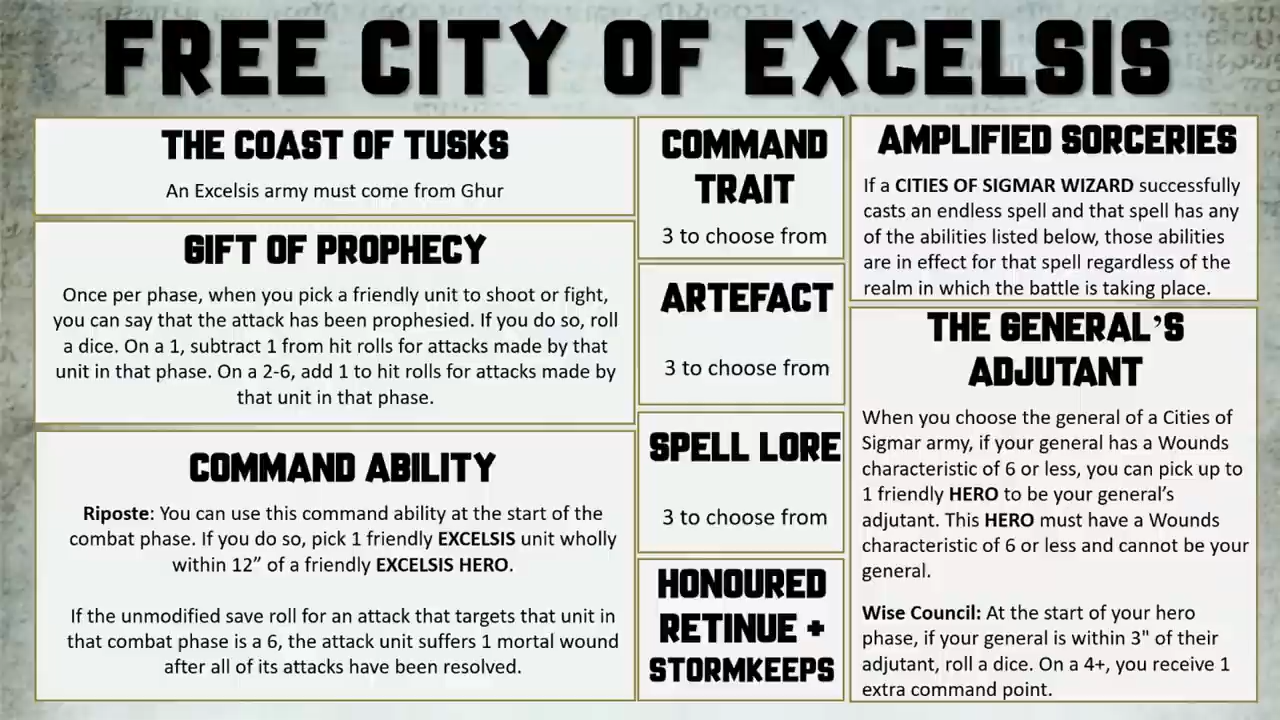 FREE CITY OF EXCELSIS
THE COAST OF TUSKS
An Excelsis army must come from Ghur
GIFT OF PROPHECY
Once per phase, when you pick a friendly unit to shoot or fight,
you can say that the attack has been prophesied. If you do so, roll
a dice. On a 1, subtract 1 from hit rolls for attacks made by that
unit in that phase. On a 2-6, add 1 to hit rolls for attacks made by
that unit in that phase.
COMMAND ABILITY
Riposte: You can use this command ability at the start of the
combat phase. If you do so, pick 1 friendly EXCELSIS unit wholly
within 12” of a friendly EXCELSIS HERO.
If the unmodified save roll for an attack that targets that unit in
that combat phase is a 6, the attack unit suffers 1 mortal wound
after all of its attacks have been resolved.
COMMAND
TRAIT
3 to choose from
ARTEFACT
3 to choose from
SPELL LORE
3 to choose from
HONOURED
RETINUE +
STORMKEEPS
AMPLIFIED SORCERIES
If a CITIES OF SIGMAR WIZARD successfully
casts an endless spell and that spell has any
of the abilities listed below, those abilities
are in effect for that spell regardless of the
realm in which the battle is taking place.
THE GENERAL’S
ADJUTANT
When you choose the general of a Cities of
Sigmar army, if your general has a Wounds
characteristic of 6 or less, you can pick up to
1 friendly HERO to be your general’s
adjutant. This HERO must have a Wounds
characteristic of 6 or less and cannot be your
general.
Wise Council: At the start of your hero
phase, if your general is within 3" of their
adjutant, roll a dice. On a 4+, you receive 1
extra command point.